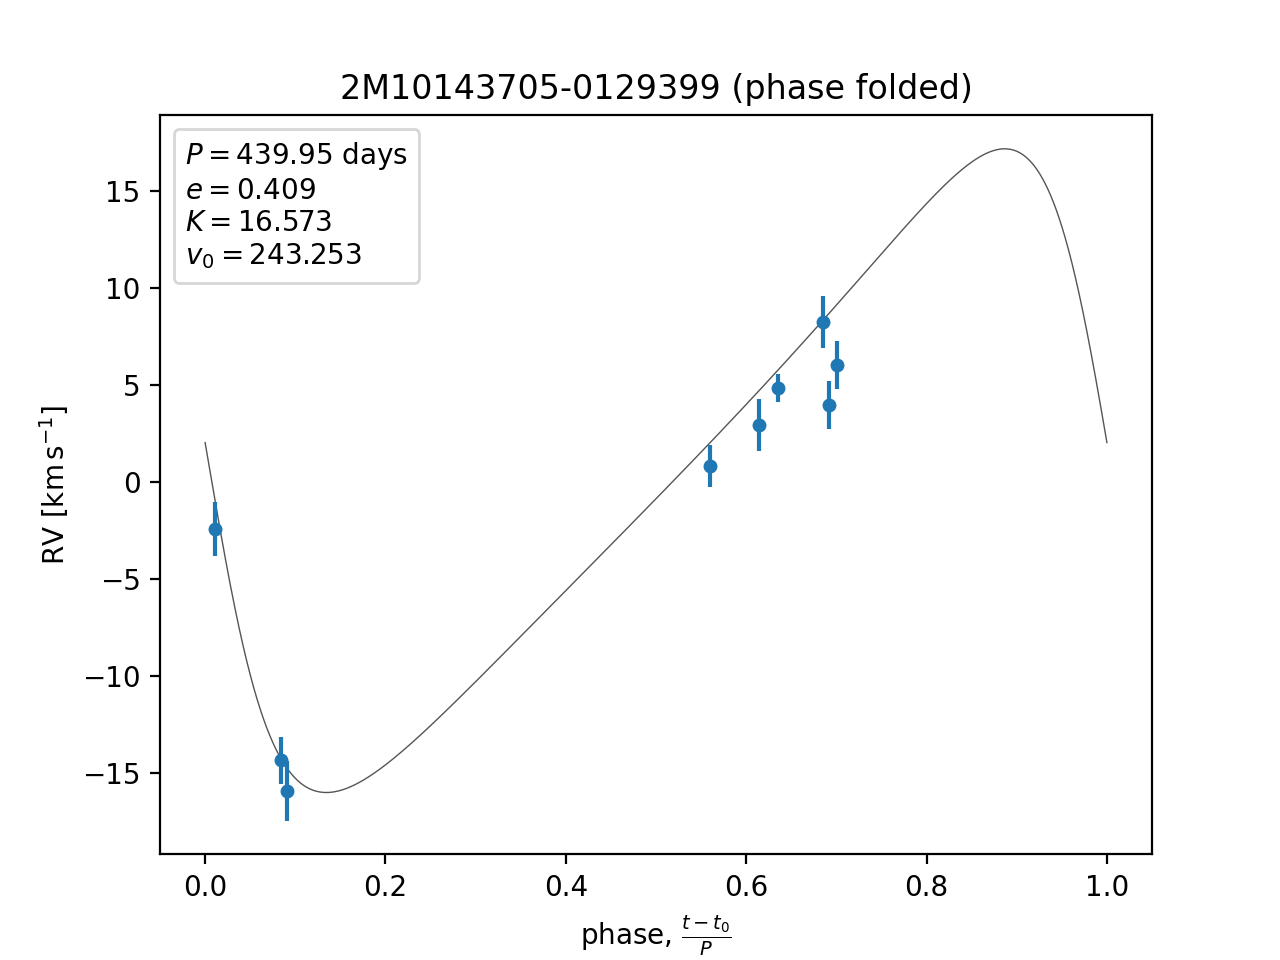 2M10143705-0129399 (phase folded)
P = 439.95 days
e = 0.409
K = 16.573
v₀ = 243.253
RV [km s⁻¹]
15
10
5
0
−5
−10
−15
0.0 0.2 0.4 0.6 0.8 1.0
phase, (t − t₀)/P